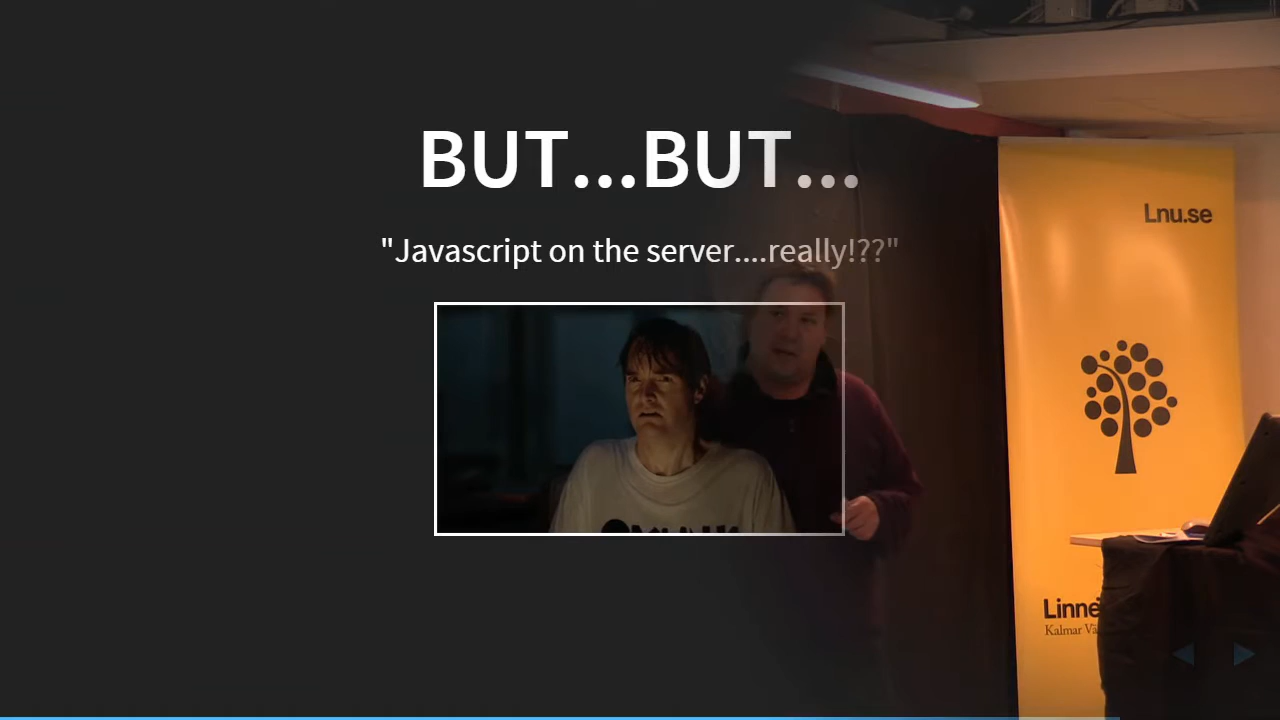 BUT...BUT...
"Javascript on the server....really!??"
Lnu.se
Linne
Kalmar Vä